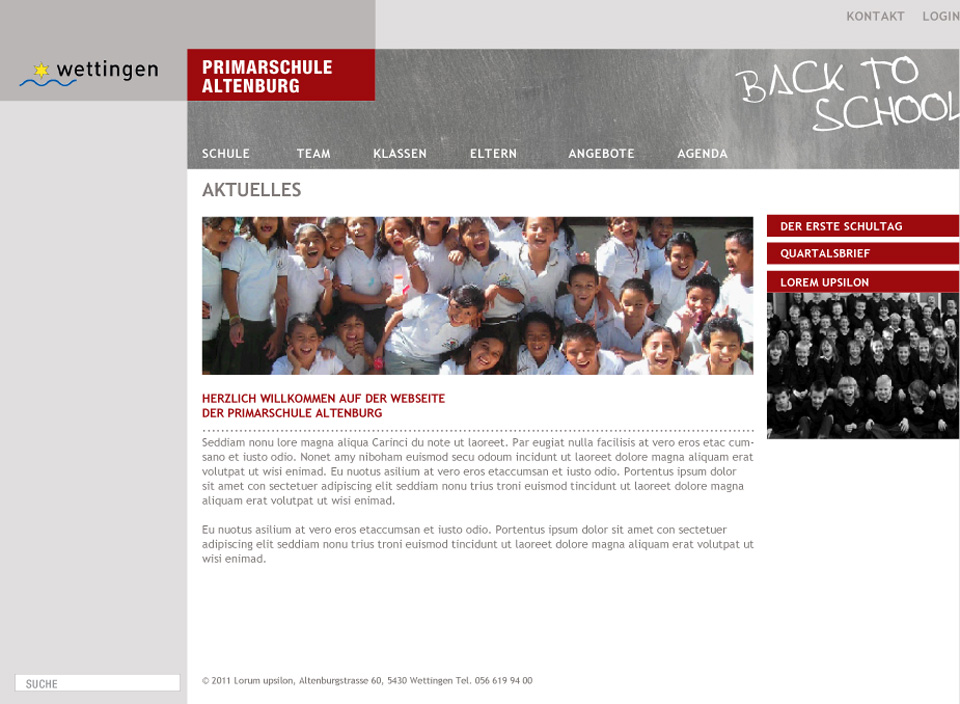 KONTAKT LOGIN
wettingen
PRIMARSCHULE
ALTENBURG
BACK TO
SCHOOL
SCHULE TEAM KLASSEN ELTERN ANGEBOTE AGENDA
AKTUELLES
DER ERSTE SCHULTAG
QUARTALSBRIEF
LOREM UPSILON
HERZLICH WILLKOMMEN AUF DER WEBSEITE
DER PRIMARSCHULE ALTENBURG
Seddiam nonu lore magna aliqua Carinci du note ut laoreet. Par eugiat nulla facilisis at vero eros etac cum-
sano et iusto odio. Nonet amy niboham euismod secu odoum incidunt ut laoreet dolore magna aliquam erat
volutpat ut wisi enimad. Eu nuotus asilium at vero eros etaccumsan et iusto odio. Portentus ipsum dolor
sit amet con sectetuer adipiscing elit seddiam nonu trius troni euismod tincidunt ut laoreet dolore magna
aliquam erat volutpat ut wisi enimad.
Eu nuotus asilium at vero eros etaccumsan et iusto odio. Portentus ipsum dolor sit amet con sectetuer
adipiscing elit seddiam nonu trius troni euismod tincidunt ut laoreet dolore magna aliquam erat volutpat ut
wisi enimad.
SUCHE
© 2011 Lorum upsilon, Altenburgstrasse 60, 5430 Wettingen Tel. 056 619 94 00